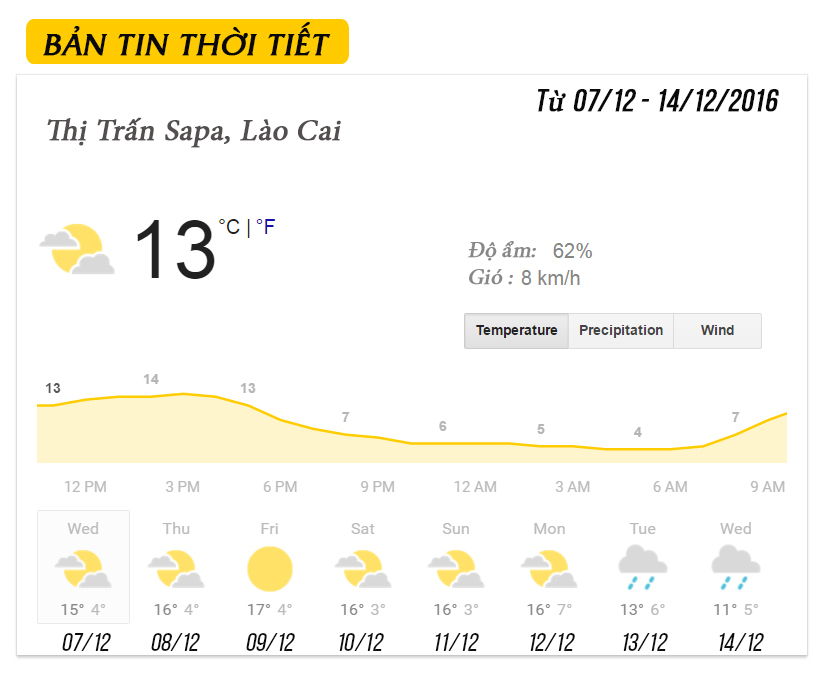 BẢN TIN THỜI TIẾT
Từ 07/12 - 14/12/2016
Thị Trấn Sapa, Lào Cai
13 °C | °F
Độ ẩm: 62%
Gió : 8 km/h
Temperature Precipitation Wind
13 14 13 7 6 5 4 7
12 PM 3 PM 6 PM 9 PM 12 AM 3 AM 6 AM 9 AM
Wed Thu Fri Sat Sun Mon Tue Wed
15° 4° 16° 4° 17° 4° 16° 3° 16° 3° 16° 7° 13° 6° 11° 5°
07/12 08/12 09/12 10/12 11/12 12/12 13/12 14/12